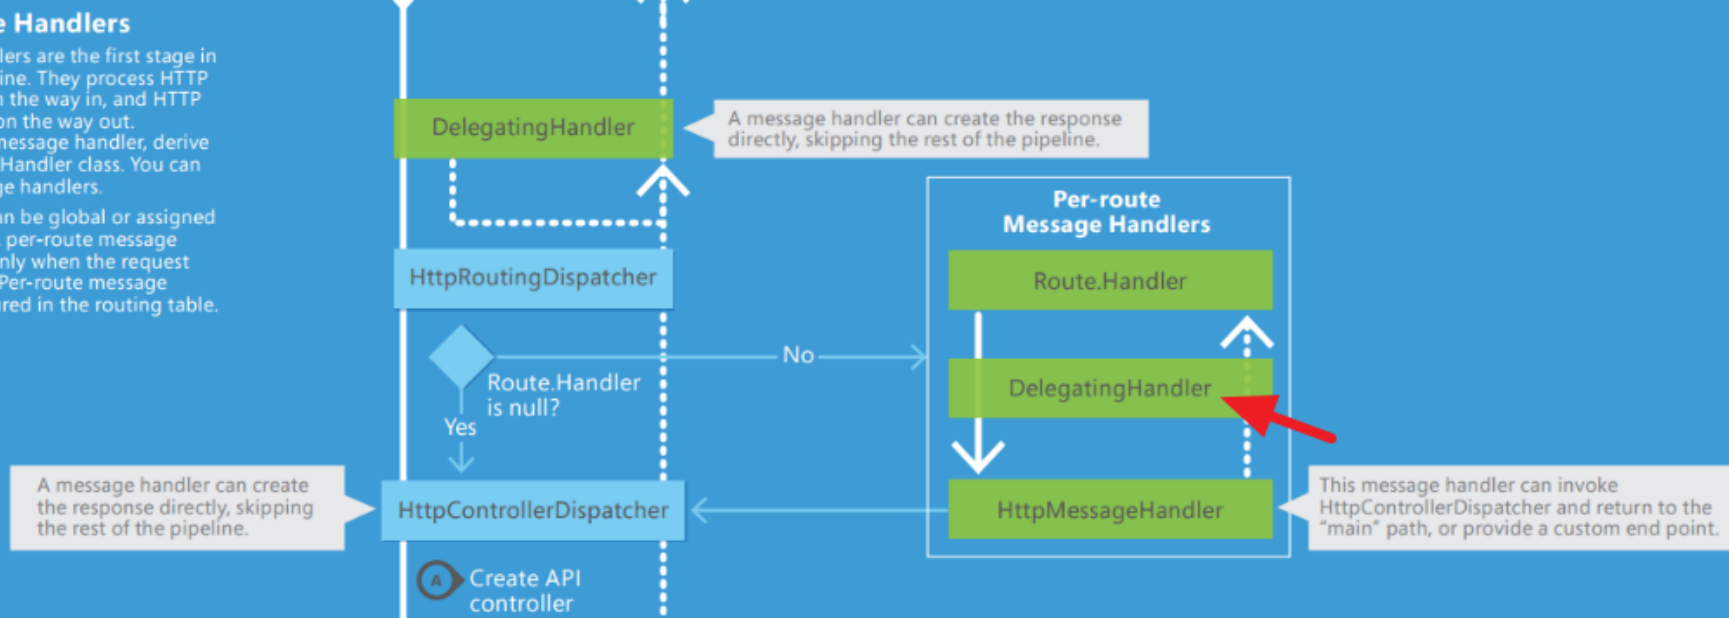 e Handlers
lers are the first stage in
ine. They process HTTP
n the way in, and HTTP
on the way out.
message handler, derive
Handler class. You can
ge handlers.
an be global or assigned
per-route message
nly when the request
Per-route message
ured in the routing table.
DelegatingHandler
A message handler can create the response
directly, skipping the rest of the pipeline.
HttpRoutingDispatcher
Route.Handler
is null?
No
Yes
Per-route
Message Handlers
Route.Handler
DelegatingHandler
HttpMessageHandler
A message handler can create
the response directly, skipping
the rest of the pipeline.
HttpControllerDispatcher
This message handler can invoke
HttpControllerDispatcher and return to the
“main” path, or provide a custom end point.
A
Create API
controller